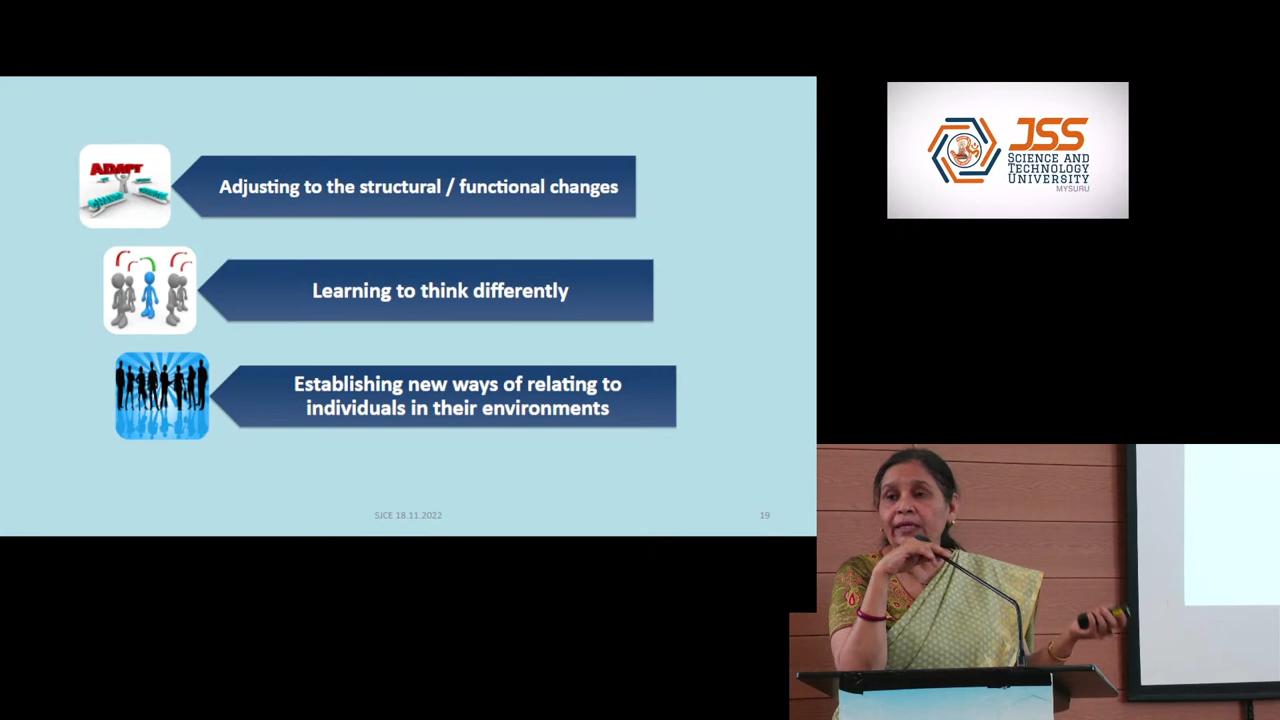 ADAPT
Adjusting to the structural / functional changes
Learning to think differently
Establishing new ways of relating to
individuals in their environments
SJCE 18.11.2022
19
JSS
SCIENCE AND
TECHNOLOGY
UNIVERSITY
MYSURU